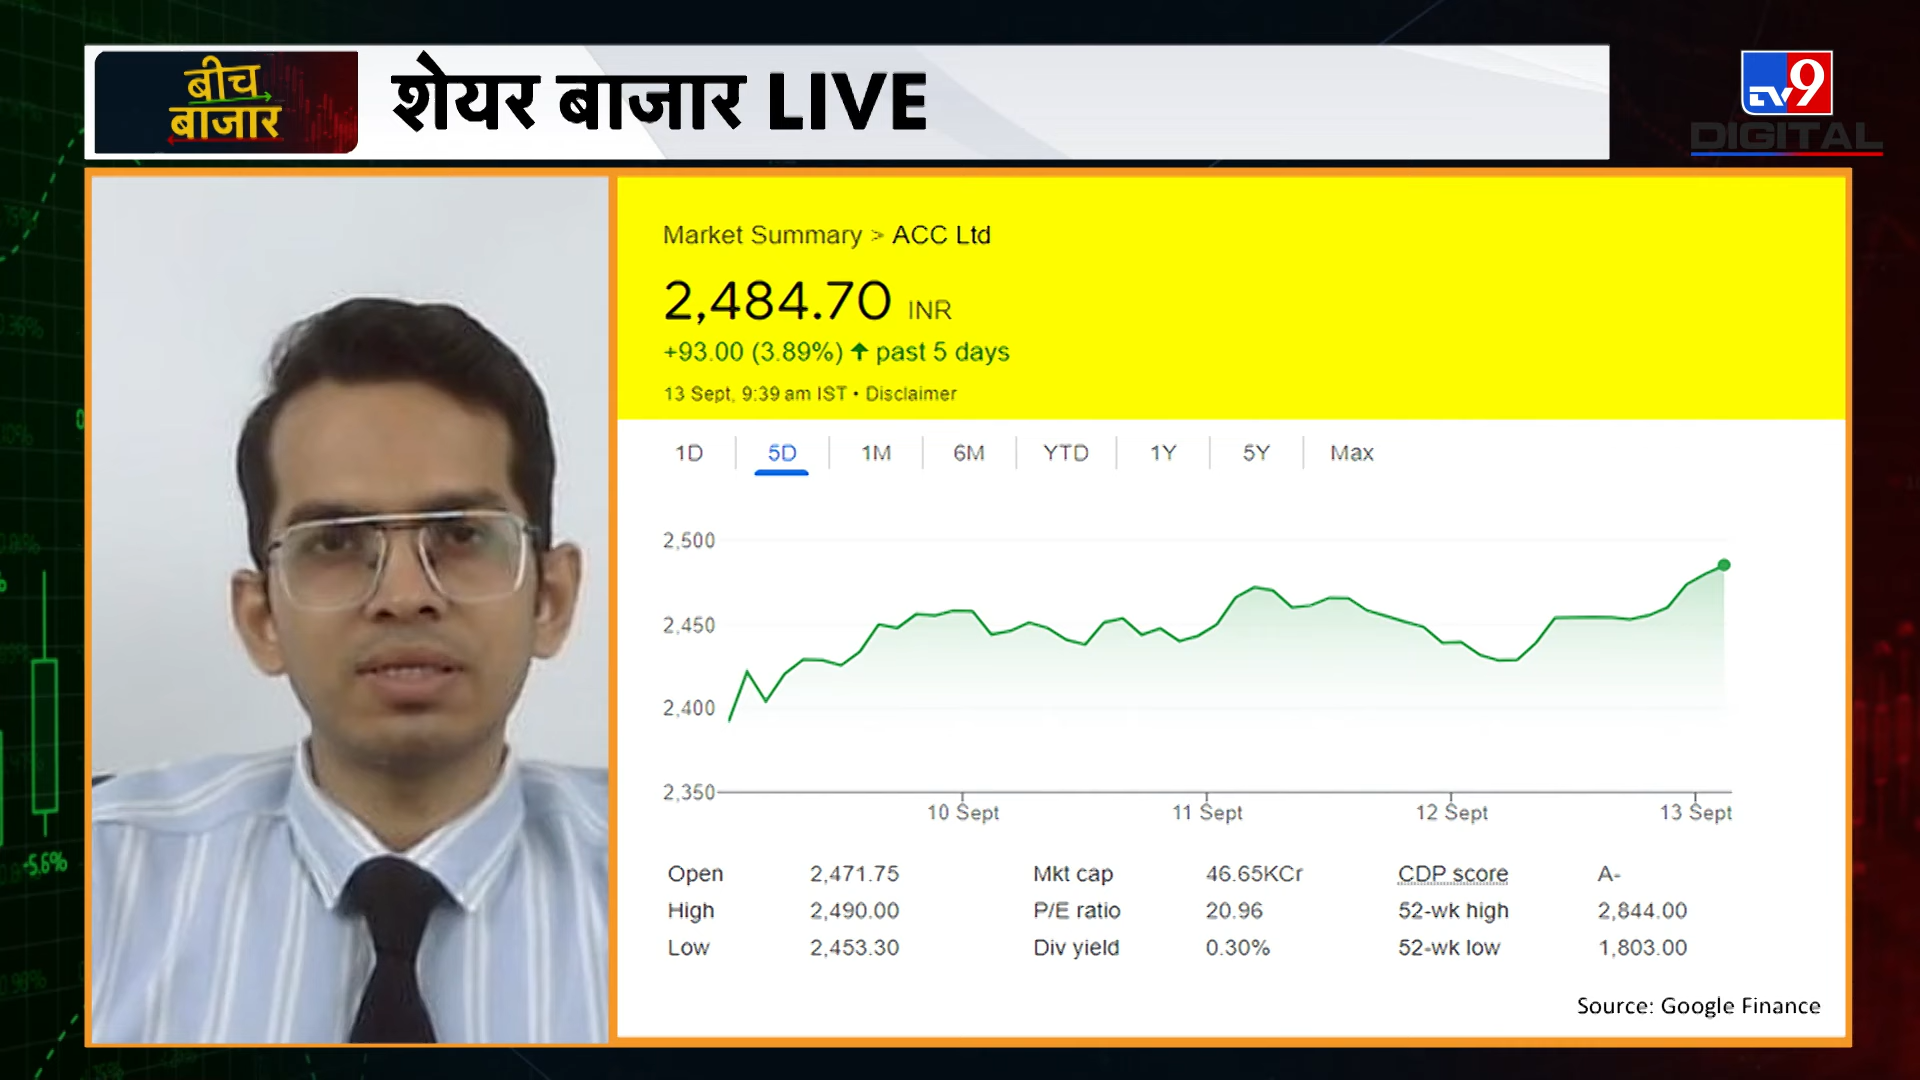 बीच
बाजार
शेयर बाजार LIVE
TV9
DIGITAL
Market Summary > ACC Ltd
2,484.70 INR
+93.00 (3.89%) ↑ past 5 days
13 Sept, 9:39 am IST • Disclaimer
1D 5D 1M 6M YTD 1Y 5Y Max
2,500
2,450
2,400
2,350
10 Sept 11 Sept 12 Sept 13 Sept
Open 2,471.75 Mkt cap 46.65KCr CDP score A-
High 2,490.00 P/E ratio 20.96 52-wk high 2,844.00
Low 2,453.30 Div yield 0.30% 52-wk low 1,803.00
Source: Google Finance
-5.6%